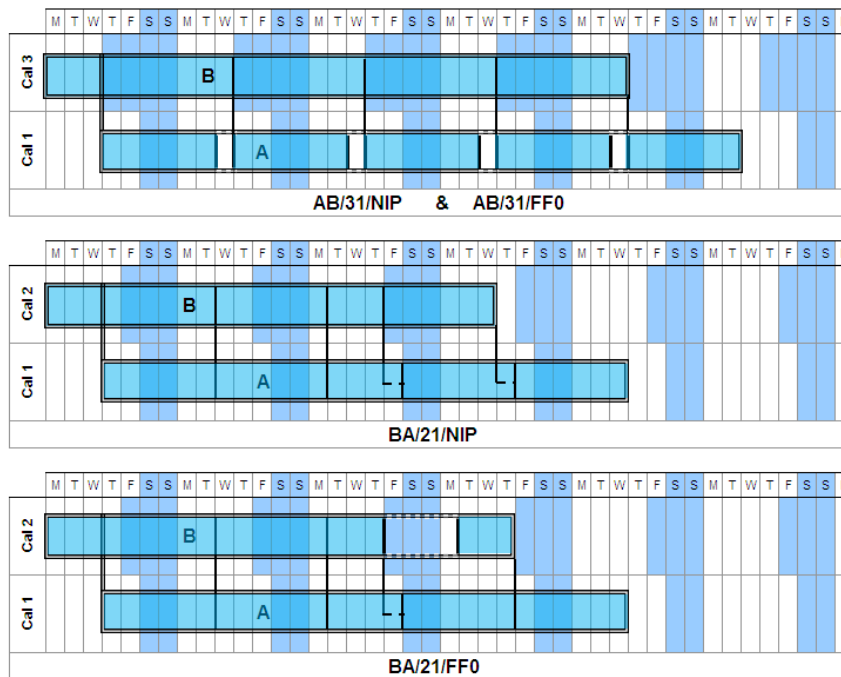 M T W T F S S M T W T F S S M T W T F S S M T W T F S S M T W T F S S M T W T F S S
Cal 3
B
Cal 1
A
AB/31/NIP & AB/31/FF0
M T W T F S S M T W T F S S M T W T F S S M T W T F S S M T W T F S S M T W T F S S
Cal 2
B
Cal 1
A
BA/21/NIP
M T W T F S S M T W T F S S M T W T F S S M T W T F S S M T W T F S S M T W T F S S
Cal 2
B
Cal 1
A
BA/21/FF0